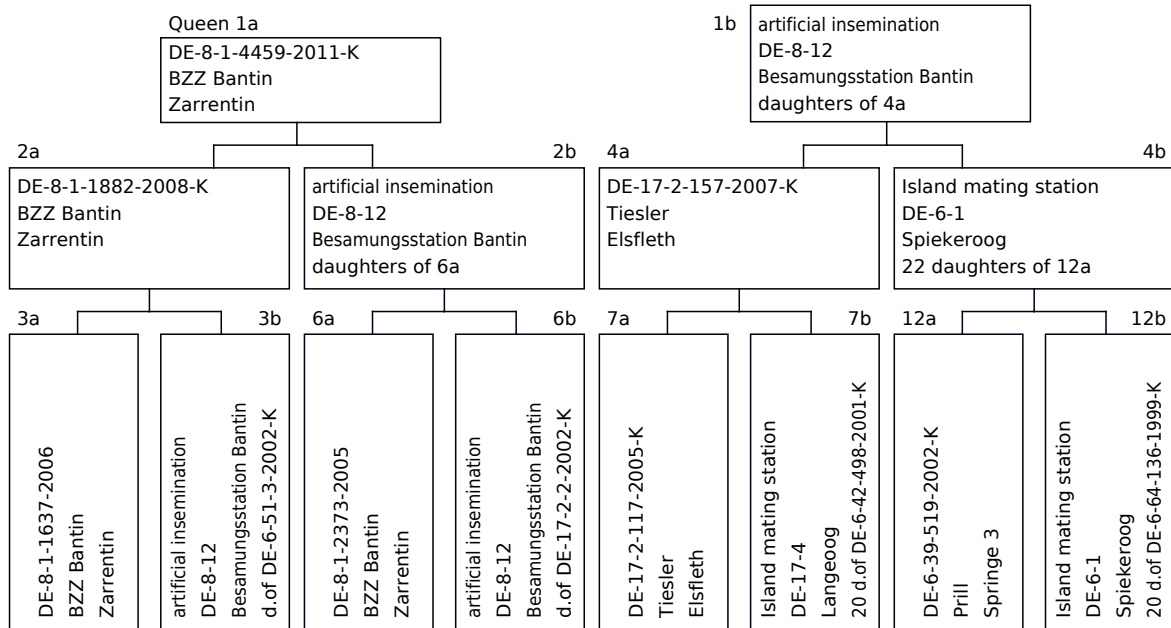 Queen 1a
DE-8-1-4459-2011-K
BZZ Bantin
Zarrentin
1b
artificial insemination
DE-8-12
Besamungsstation Bantin
daughters of 4a
2a
DE-8-1-1882-2008-K
BZZ Bantin
Zarrentin
2b
artificial insemination
DE-8-12
Besamungsstation Bantin
daughters of 6a
4a
DE-17-2-157-2007-K
Tiesler
Elsfleth
4b
Island mating station
DE-6-1
Spiekeroog
22 daughters of 12a
3a
DE-8-1-1637-2006
BZZ Bantin
Zarrentin
3b
artificial insemination
DE-8-12
Besamungsstation Bantin
d.of DE-6-51-3-2002-K
6a
DE-8-1-2373-2005
BZZ Bantin
Zarrentin
6b
artificial insemination
DE-8-12
Besamungsstation Bantin
d.of DE-17-2-2-2002-K
7a
DE-17-2-117-2005-K
Tiesler
Elsfleth
7b
Island mating station
DE-17-4
Langeoog
20 d.of DE-6-42-498-2001-K
12a
DE-6-39-519-2002-K
Prill
Springe 3
12b
Island mating station
DE-6-1
Spiekeroog
20 d.of DE-6-64-136-1999-K